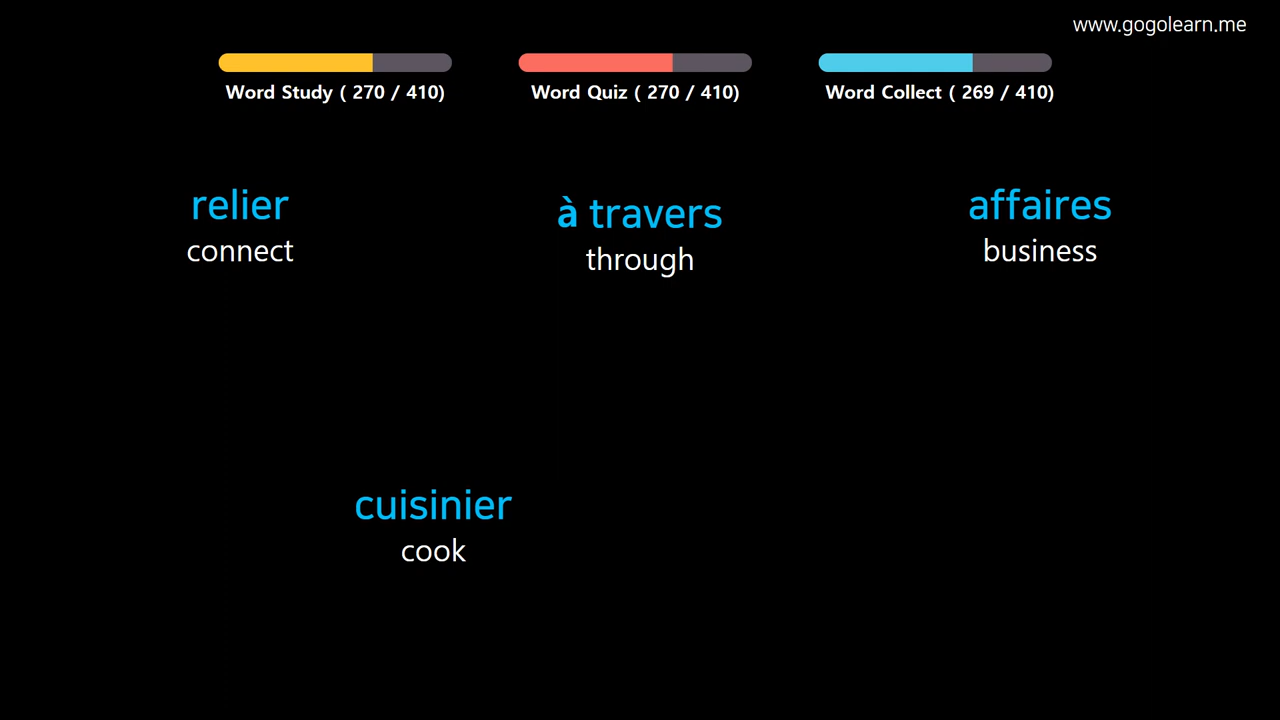 www.gogolearn.me
Word Study ( 270 / 410)
Word Quiz ( 270 / 410)
Word Collect ( 269 / 410)
relier
connect
à travers
through
affaires
business
cuisinier
cook